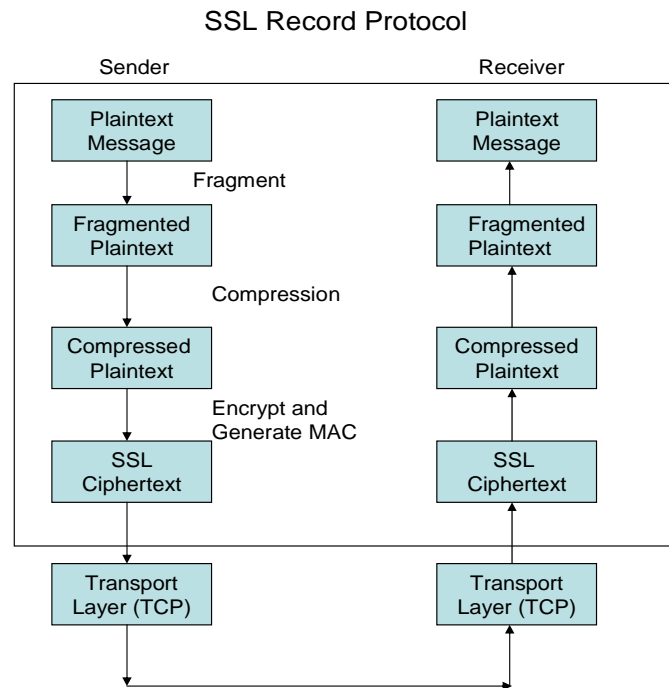 SSL Record Protocol
Sender
Receiver
Plaintext
Message
Plaintext
Message
Fragment
Fragmented
Plaintext
Fragmented
Plaintext
Compression
Compressed
Plaintext
Compressed
Plaintext
Encrypt and
Generate MAC
SSL
Ciphertext
SSL
Ciphertext
Transport
Layer (TCP)
Transport
Layer (TCP)